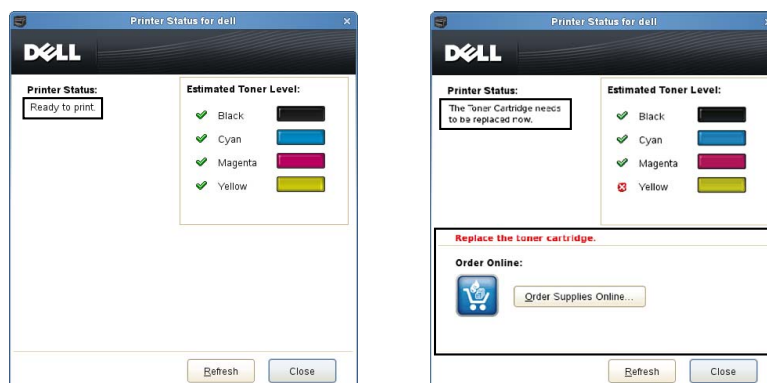 Printer Status for dell
DELL
Printer Status:
Ready to print.
Estimated Toner Level:
Black
Cyan
Magenta
Yellow
Refresh
Close
Printer Status for dell
DELL
Printer Status:
The Toner Cartridge needs
to be replaced now.
Estimated Toner Level:
Black
Cyan
Magenta
Yellow
Replace the toner cartridge.
Order Online:
Order Supplies Online...
Refresh
Close